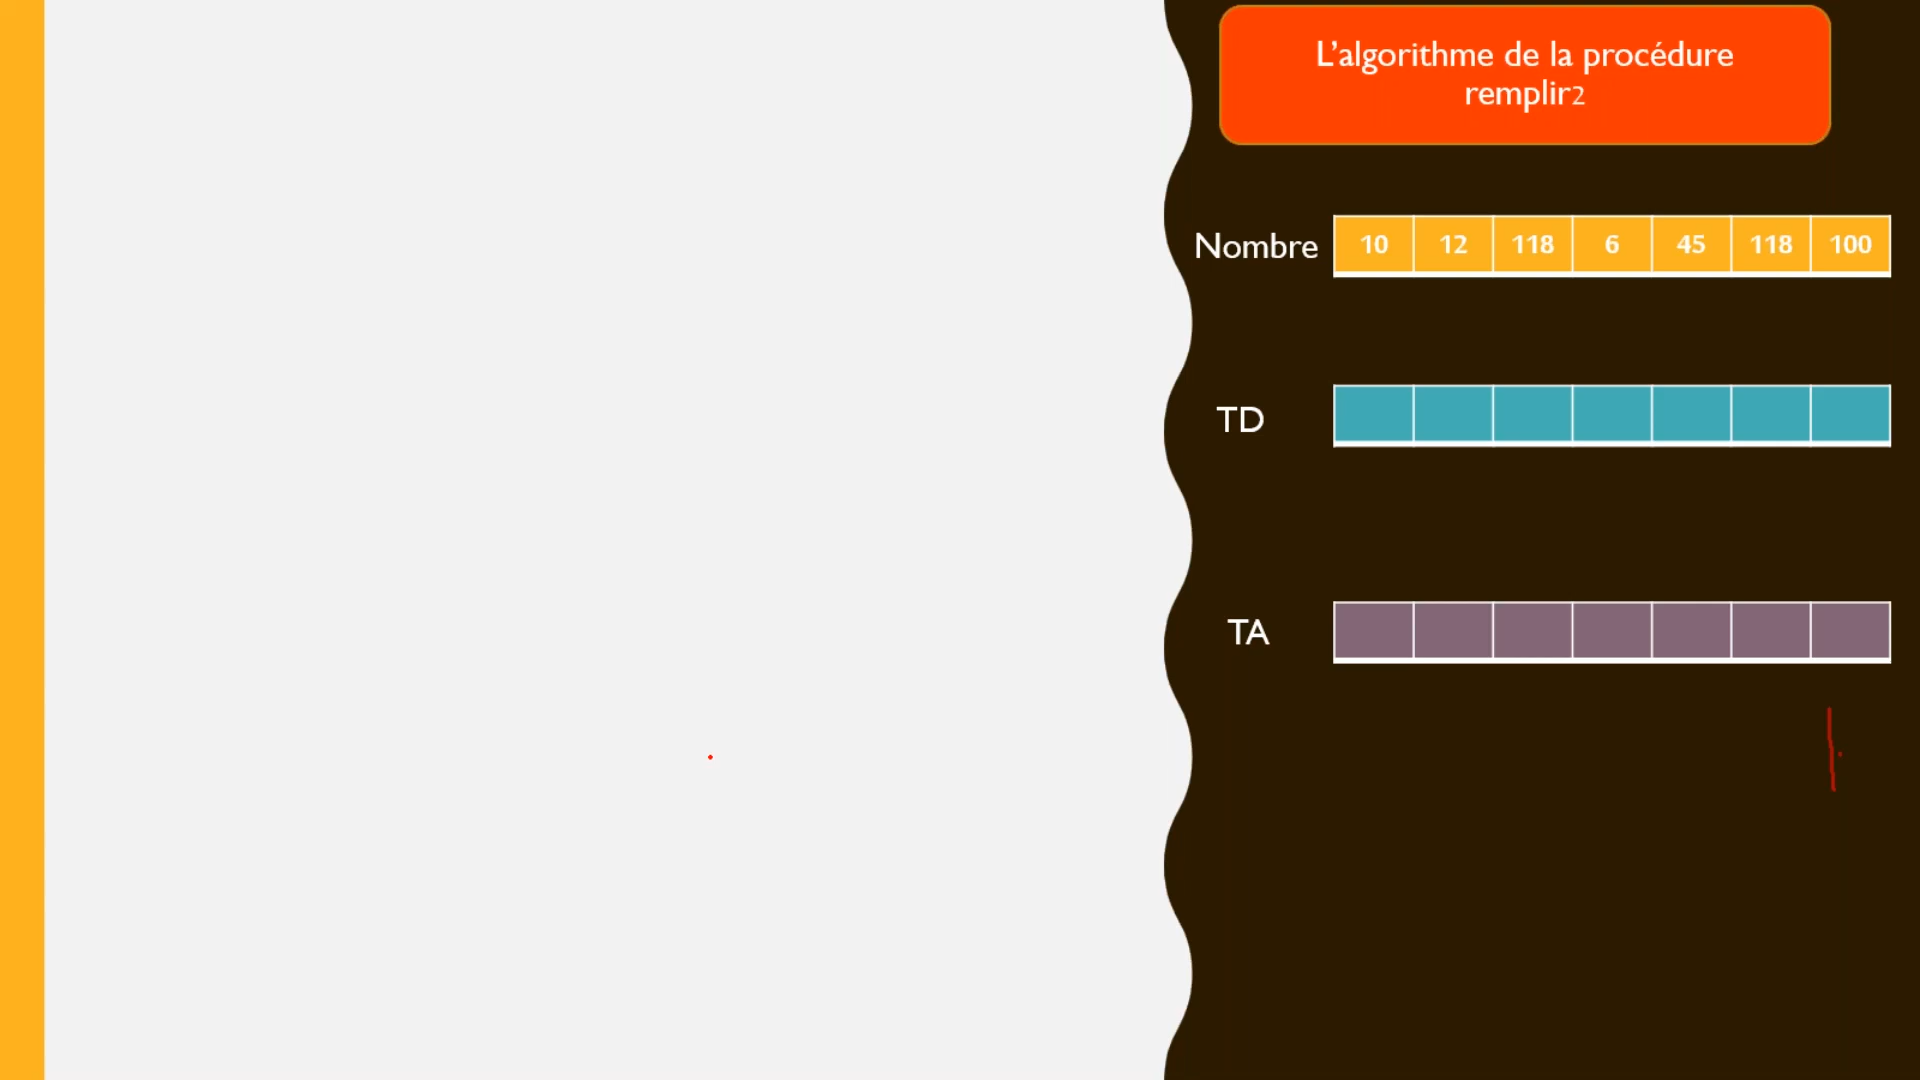 L'algorithme de la procédure
remplir2
Nombre 10 12 118 6 45 118 100
TD
TA